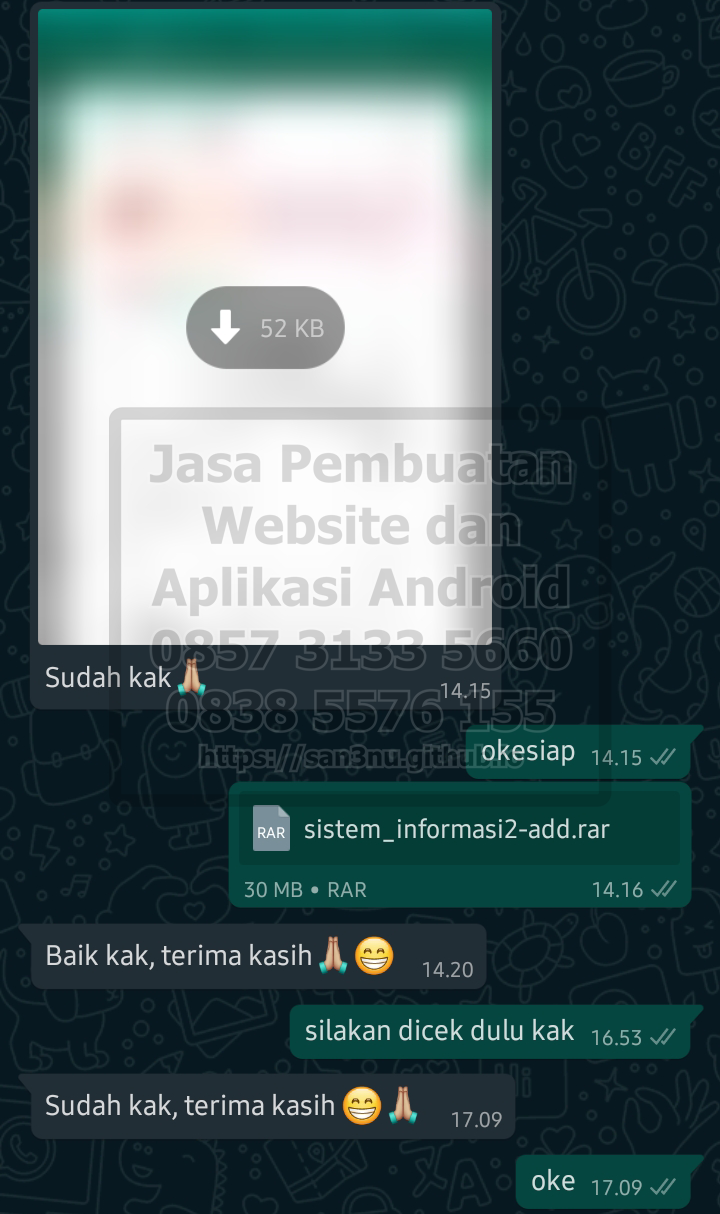 52 KB
Jasa Pembuatan
Website dan
Aplikasi Android
0857 3133 5660
0838 5576 1155
Sudah kak🙏 14.15
https://san3nu.github.io
okesiap 14.15
RAR sistem_informasi2-add.rar
30 MB • RAR 14.16
Baik kak, terima kasih🙏😁 14.20
silakan dicek dulu kak 16.53
Sudah kak, terima kasih 😁🙏 17.09
oke 17.09